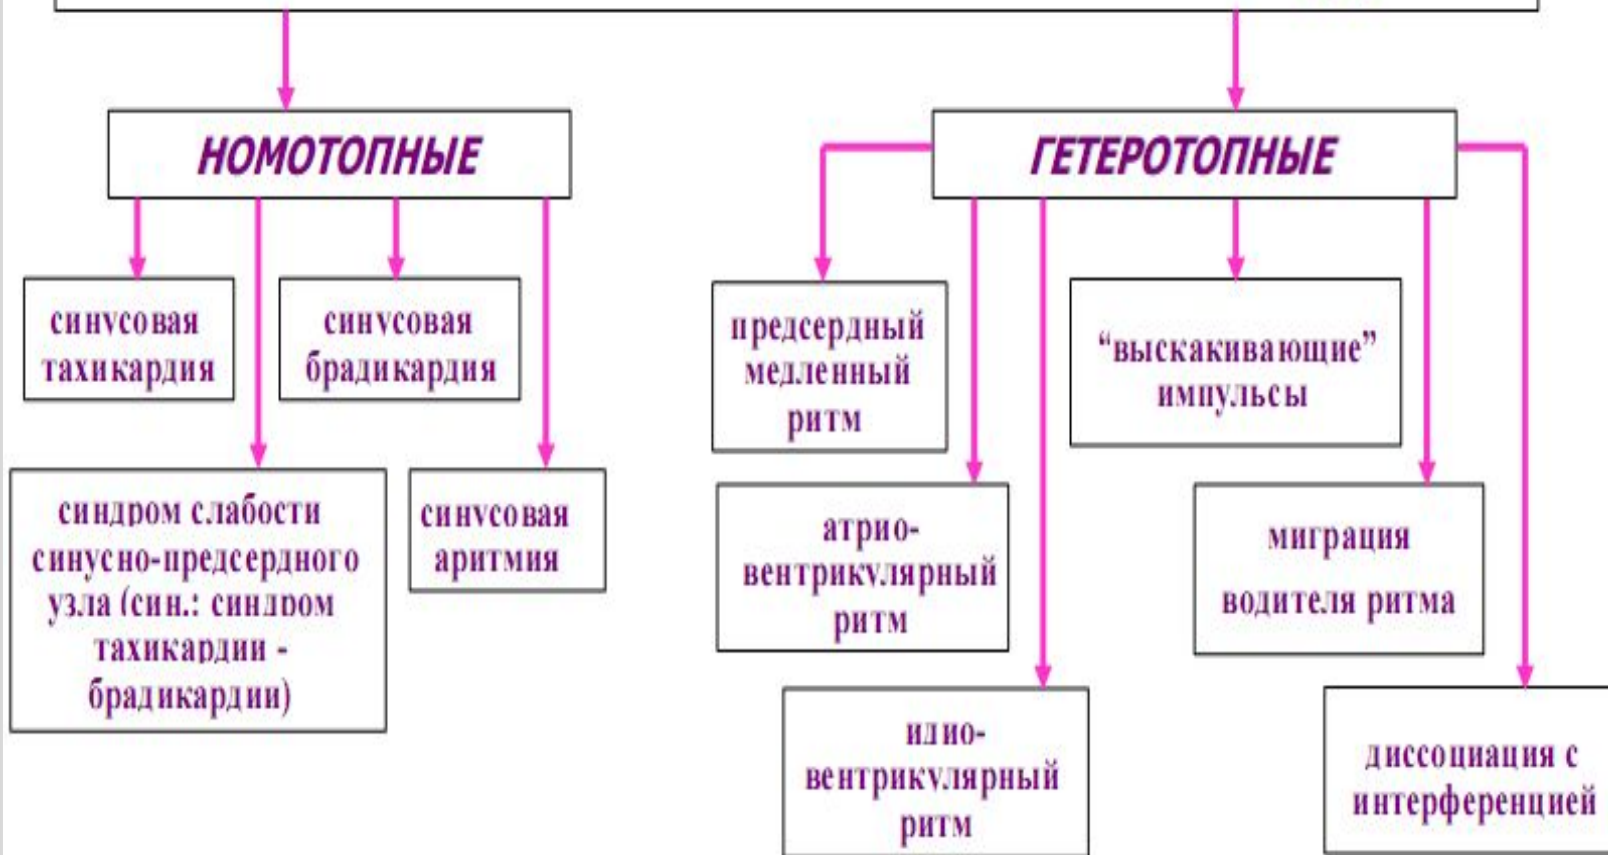 НОМОТОПНЫЕ
ГЕТЕРОТОПНЫЕ
синусовая
тахикардия
синусовая
брадикардия
предсердный
медленный
ритм
“выскакивающие”
импульсы
синдром слабости
синусно-предсердного
узла (син.: синдром
тахикардии -
брадикардии)
синусовая
аритмия
атрио-
вентрикулярный
ритм
миграция
водителя ритма
идио-
вентрикулярный
ритм
диссоциация с
интерференцией